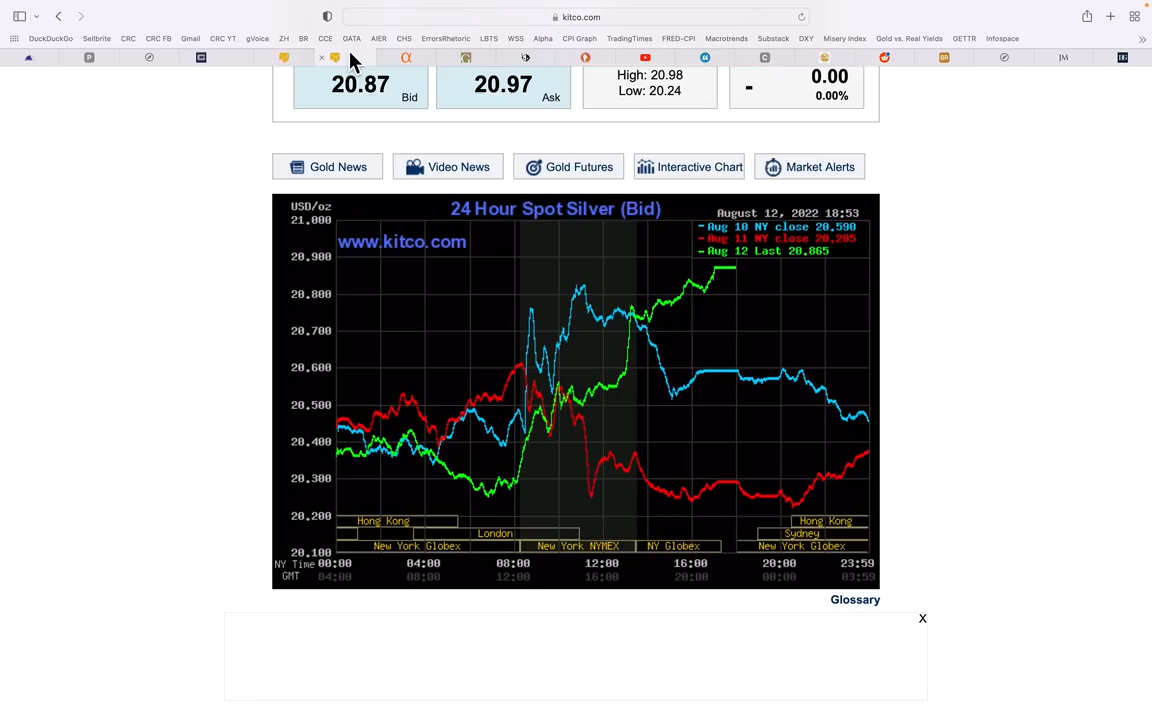 kitco.com
DuckDuckGo Sellbrite CRC CRC FB Gmail CRC YT gVoice ZH BR CCE GATA AIER CHS ErrorsRhetoric LBTS WSS Alpha CPI Graph TradingTimes FRED-CPI Macrotrends Substack DXY Misery Index Gold vs. Real Yields GETTR Infospace
JM
20.87 Bid
20.97 Ask
High: 20.98
Low: 20.24
- 0.00
0.00%
Gold News Video News Gold Futures Interactive Chart Market Alerts
USD/oz 24 Hour Spot Silver (Bid) August 12, 2022 18:53
www.kitco.com
Aug 10 NY close 20.590
Aug 11 NY close 20.285
Aug 12 Last 20.865
21.000
20.900
20.800
20.700
20.600
20.500
20.400
20.300
20.200
20.100
Hong Kong Hong Kong
London Sydney
New York Globex New York NYMEX NY Globex New York Globex
NY Time 00:00 04:00 08:00 12:00 16:00 20:00 23:59
GMT 04:00 08:00 12:00 16:00 20:00 00:00 03:59
Glossary
X